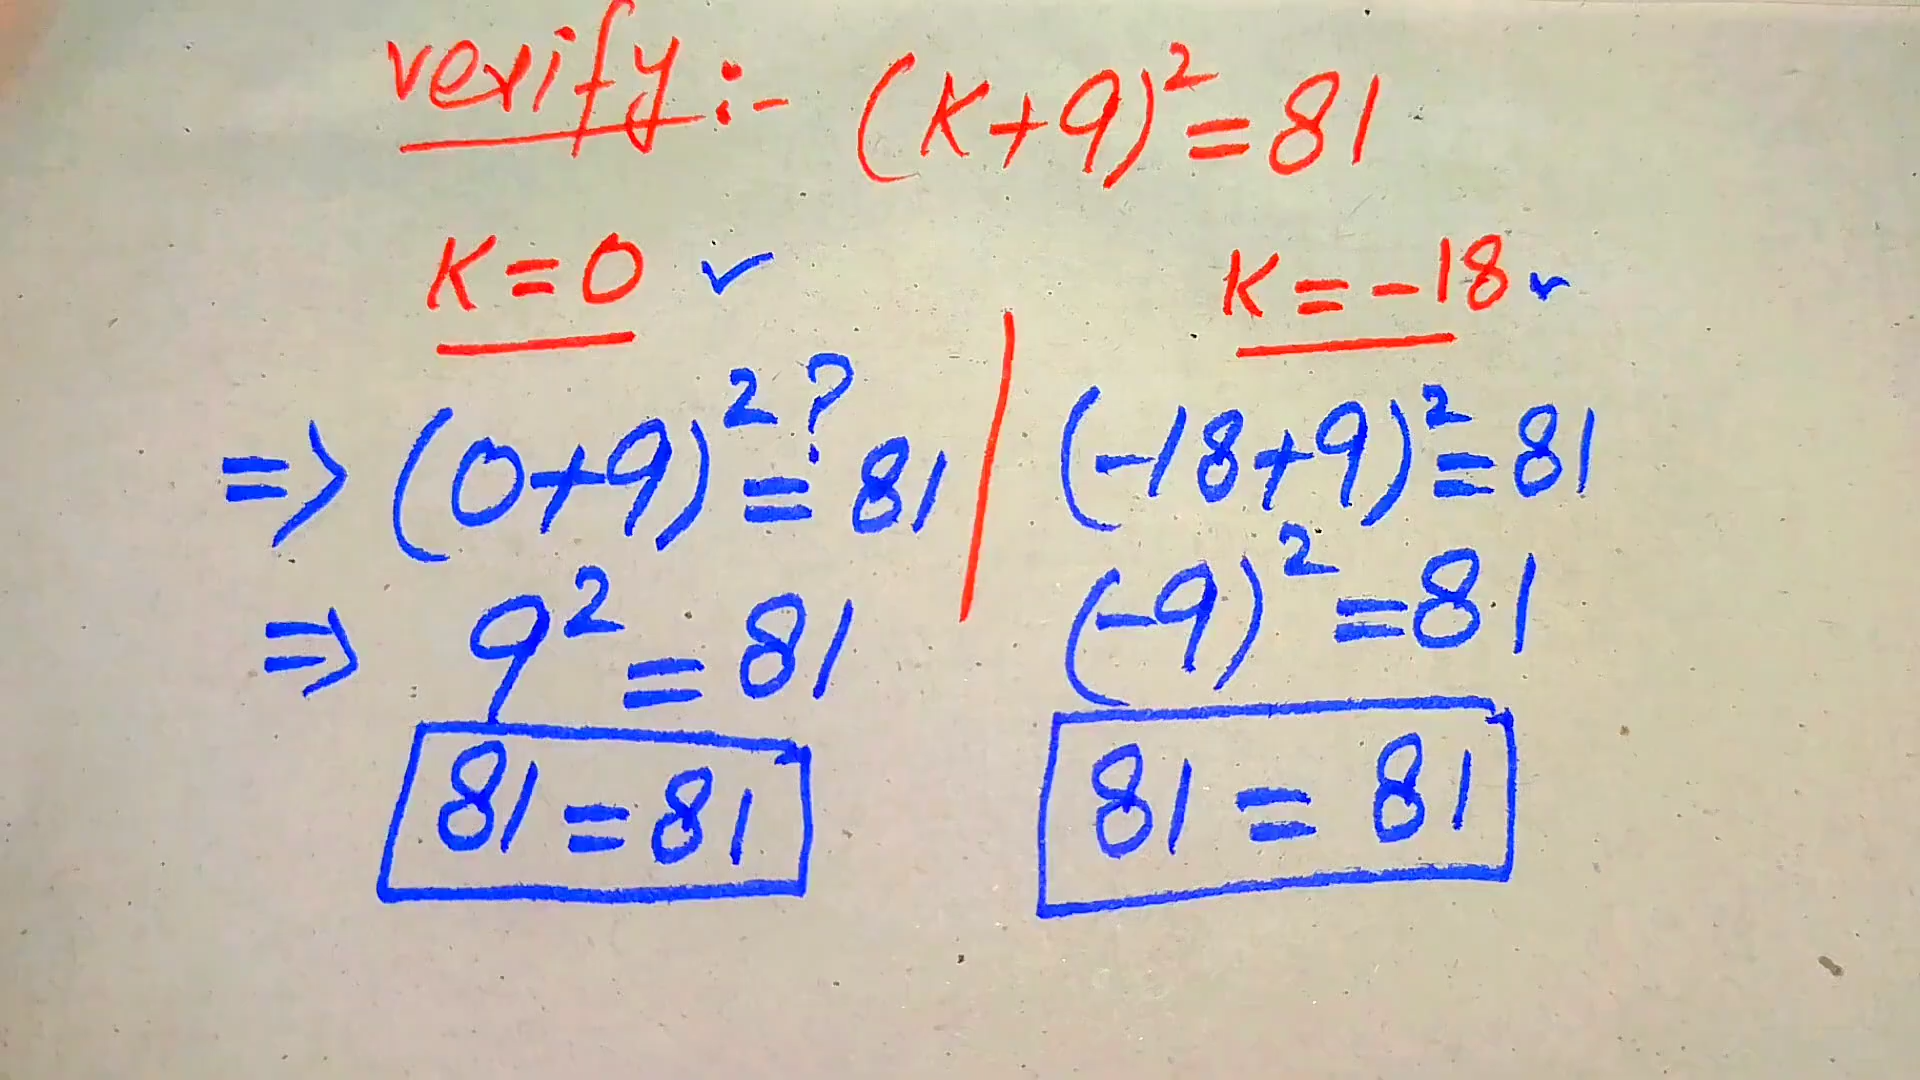 verify:- (K+9)² = 81
K = 0 ✓
⇒ (0+9)² ?= 81
⇒ 9² = 81
81 = 81
K = -18 ✓
(-18+9)² = 81
(-9)² = 81
81 = 81